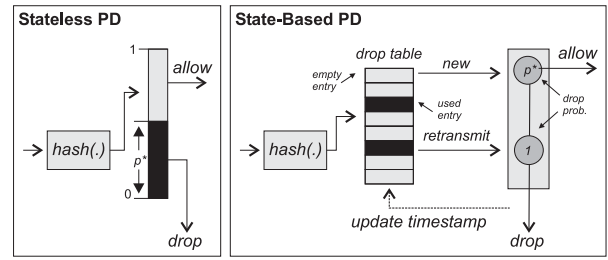 Stateless PD
1
allow
hash(.)
p*
0
drop
State-Based PD
drop table
empty
entry
new
p*
allow
used
entry
drop
prob.
hash(.)
retransmit
1
update timestamp
drop